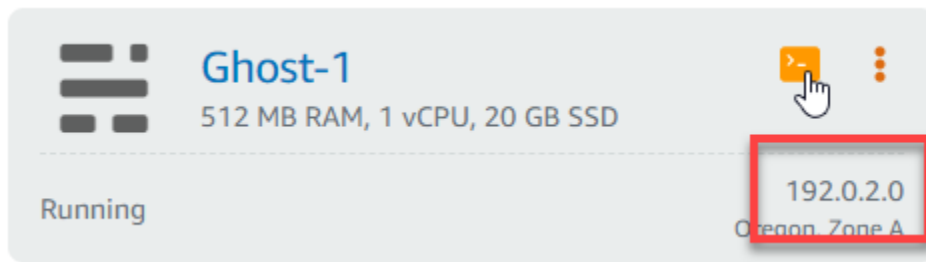 Ghost-1
512 MB RAM, 1 vCPU, 20 GB SSD
Running
192.0.2.0
Oregon, Zone A